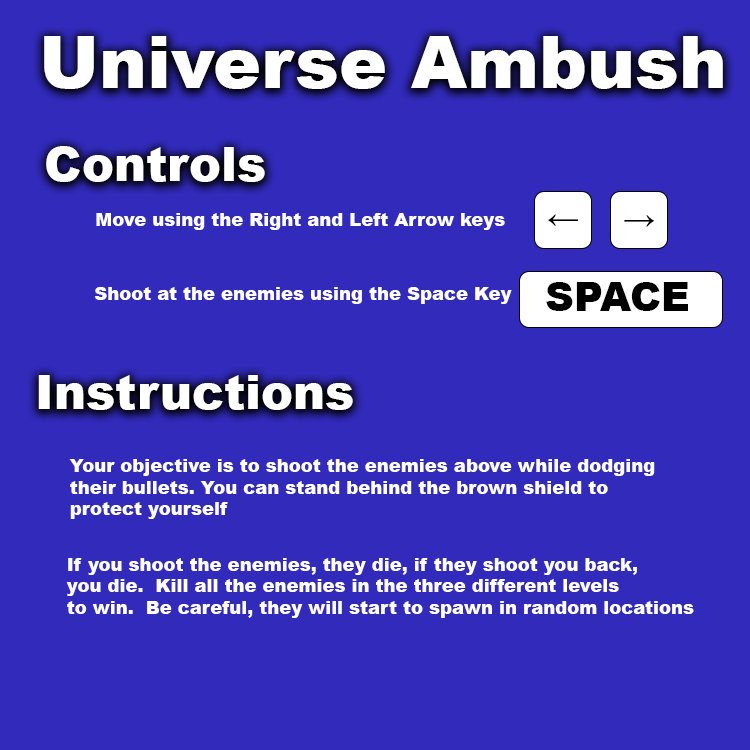 Universe Ambush
Controls
Move using the Right and Left Arrow keys ← →
Shoot at the enemies using the Space Key SPACE
Instructions
Your objective is to shoot the enemies above while dodging
their bullets. You can stand behind the brown shield to
protect yourself
If you shoot the enemies, they die, if they shoot you back,
you die.  Kill all the enemies in the three different levels
to win.  Be careful, they will start to spawn in random locations